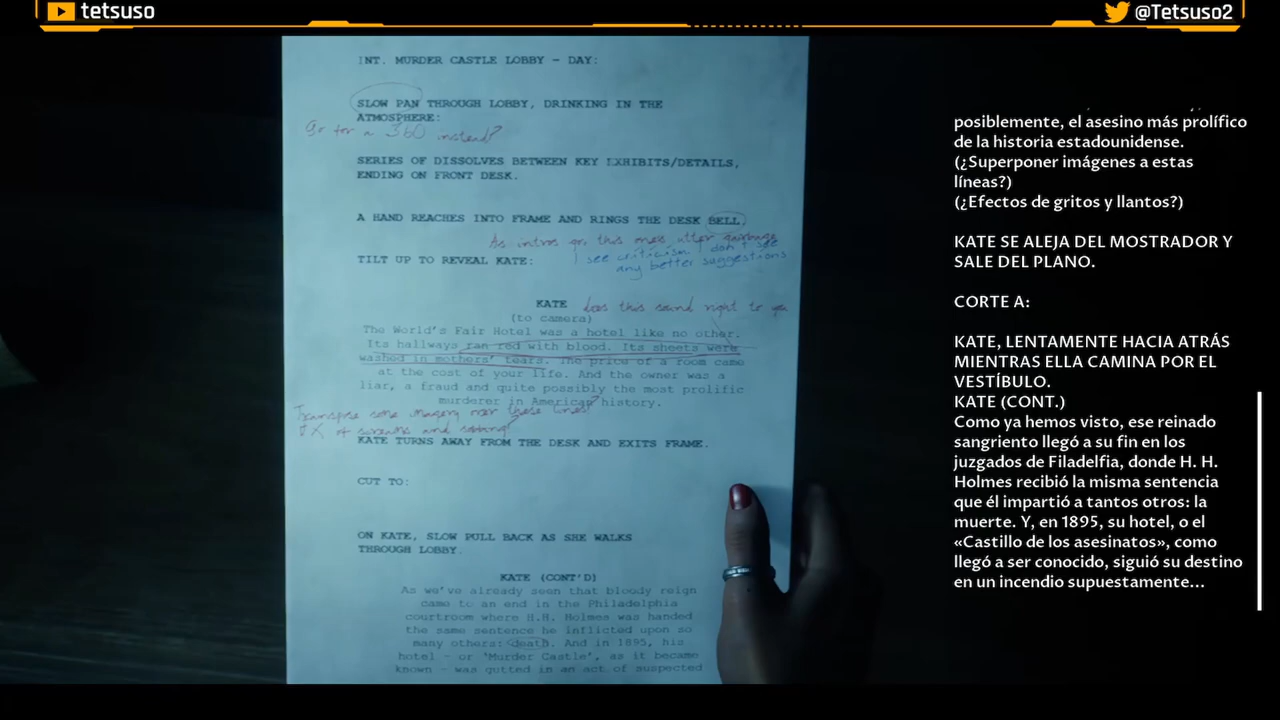 tetsuso
@Tetsuso2
INT. MURDER CASTLE LOBBY - DAY:
SLOW PAN THROUGH LOBBY, DRINKING IN THE
ATMOSPHERE:
Go for a 360 instead?
SERIES OF DISSOLVES BETWEEN KEY EXHIBITS/DETAILS,
ENDING ON FRONT DESK.
A HAND REACHES INTO FRAME AND RINGS THE DESK BELL.
As intros go, this one's utter garbage
I see criticism. I don't see
any better suggestions
TILT UP TO REVEAL KATE:
KATE
does this sound right to you
(to camera)
The World's Fair Hotel was a hotel like no other.
Its hallways ran red with blood. Its sheets were
washed in mothers' tears. The price of a room came
at the cost of your life. And the owner was a
liar, a fraud and quite possibly the most prolific
murderer in American history.
Transpose some imagery over these lines?
FX of screams and sobbing?
KATE TURNS AWAY FROM THE DESK AND EXITS FRAME.
CUT TO:
ON KATE, SLOW PULL BACK AS SHE WALKS
THROUGH LOBBY.
KATE (CONT'D)
As we've already seen that bloody reign
came to an end in the Philadelphia
courtroom where H.H. Holmes was handed
the same sentence he inflicted upon so
many others: death. And in 1895, his
hotel - or 'Murder Castle', as it became
known - was gutted in an act of suspected
posiblemente, el asesino más prolífico
de la historia estadounidense.
(¿Superponer imágenes a estas
líneas?)
(¿Efectos de gritos y llantos?)
KATE SE ALEJA DEL MOSTRADOR Y
SALE DEL PLANO.
CORTE A:
KATE, LENTAMENTE HACIA ATRÁS
MIENTRAS ELLA CAMINA POR EL
VESTÍBULO.
KATE (CONT.)
Como ya hemos visto, ese reinado
sangriento llegó a su fin en los
juzgados de Filadelfia, donde H. H.
Holmes recibió la misma sentencia
que él impartió a tantos otros: la
muerte. Y, en 1895, su hotel, o el
«Castillo de los asesinatos», como
llegó a ser conocido, siguió su destino
en un incendio supuestamente...